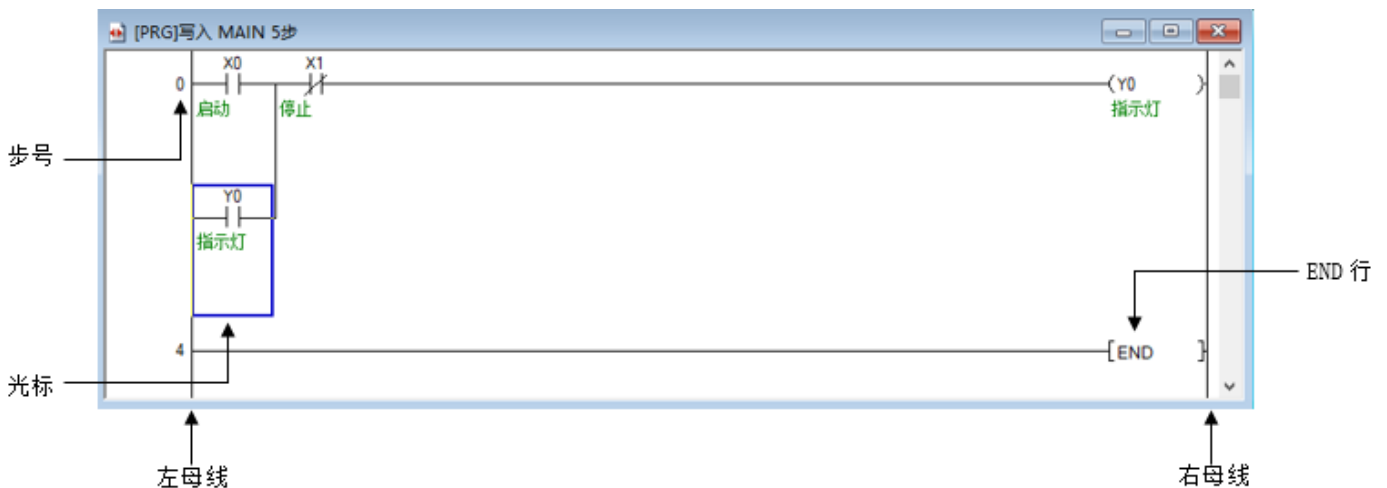 [PRG]写入 MAIN 5步
X0 X1
0 (Y0 )
启动 停止 指示灯
步号
Y0
指示灯
END 行
4 [END ]
光标
左母线 右母线